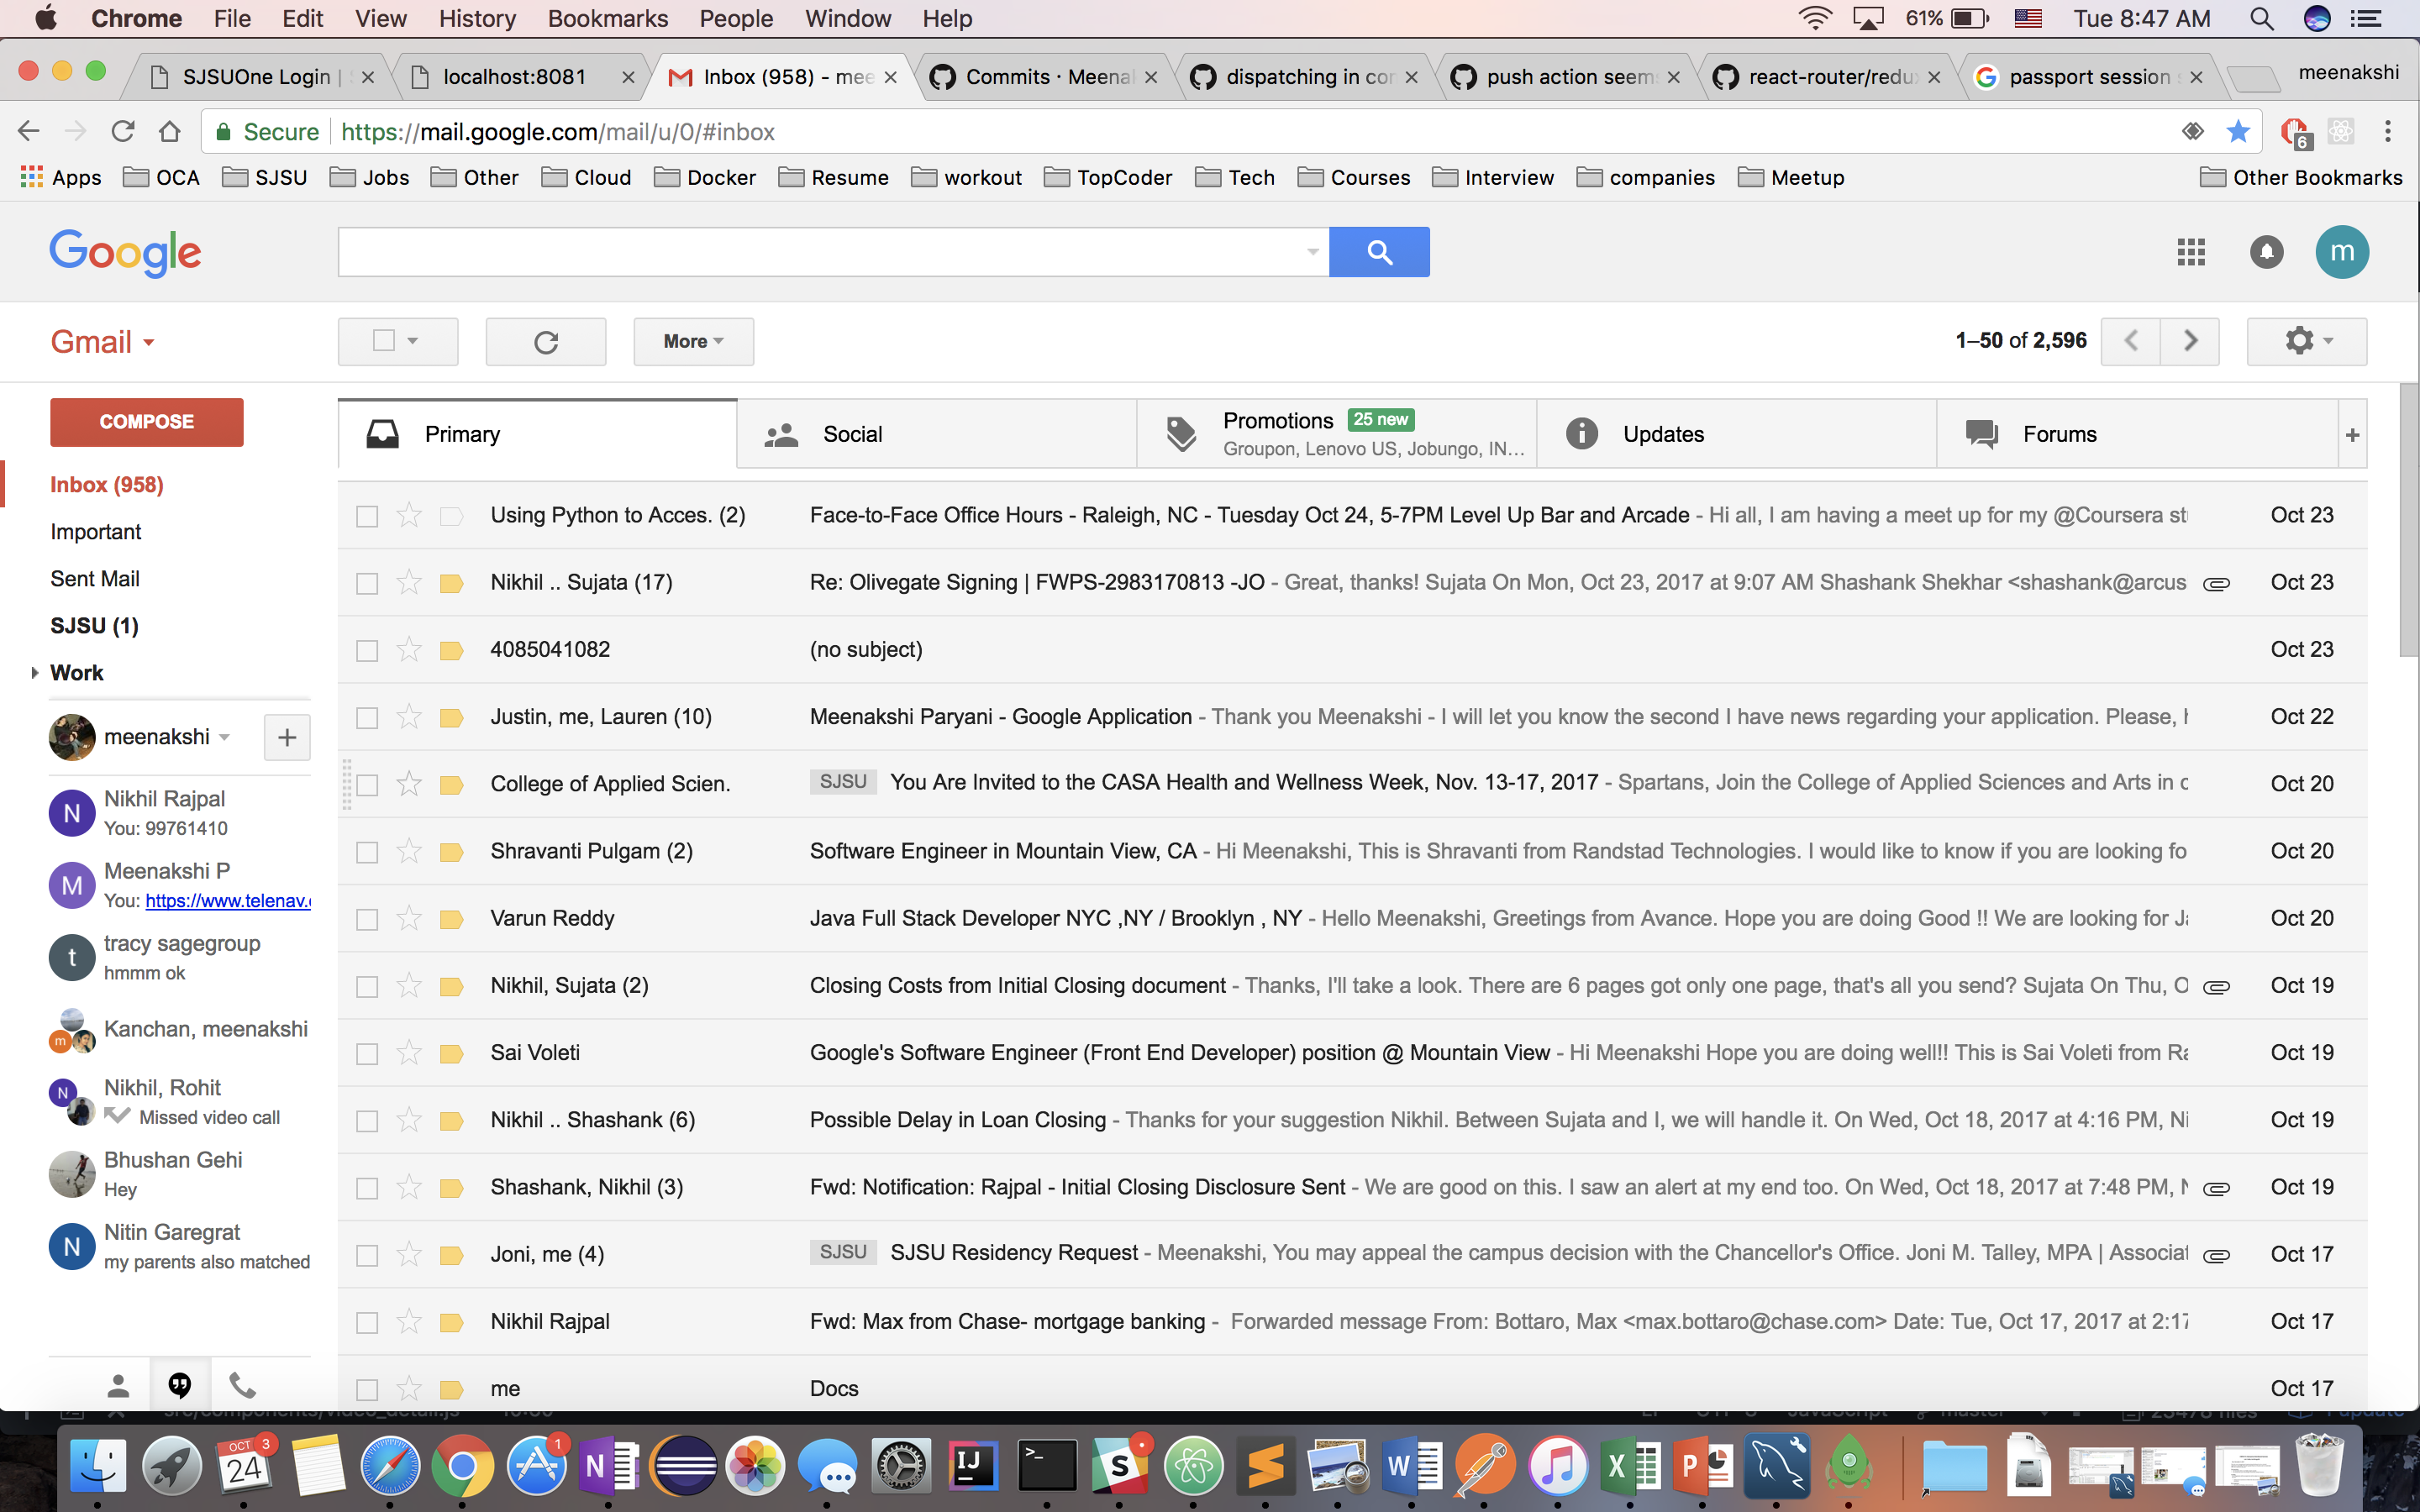 Chrome File Edit View History Bookmarks People Window Help 61% Tue 8:47 AM
SJSUOne Login | localhost:8081 Inbox (958) - mee Commits · Meenal dispatching in con push action seems react-router/redux passport session s meenakshi
Secure https://mail.google.com/mail/u/0/#inbox 6
Apps OCA SJSU Jobs Other Cloud Docker Resume workout TopCoder Tech Courses Interview companies Meetup Other Bookmarks
Google m
Gmail More 1–50 of 2,596
COMPOSE
Inbox (958)
Important
Sent Mail
SJSU (1)
Work
meenakshi
N Nikhil Rajpal
You: 99761410
M Meenakshi P
You: https://www.telenav.
t tracy sagegroup
hmmm ok
m Kanchan, meenakshi
N Nikhil, Rohit
Missed video call
Bhushan Gehi
Hey
N Nitin Garegrat
my parents also matched
Primary Social Promotions 25 new Updates Forums +
Groupon, Lenovo US, Jobungo, IN…
Using Python to Acces. (2) Face-to-Face Office Hours - Raleigh, NC - Tuesday Oct 24, 5-7PM Level Up Bar and Arcade - Hi all, I am having a meet up for my @Coursera Oct 23
Nikhil .. Sujata (17) Re: Olivegate Signing | FWPS-2983170813 -JO - Great, thanks! Sujata On Mon, Oct 23, 2017 at 9:07 AM Shashank Shekhar <shashank@arcus Oct 23
4085041082 (no subject) Oct 23
Justin, me, Lauren (10) Meenakshi Paryani - Google Application - Thank you Meenakshi - I will let you know the second I have news regarding your application. Please, Oct 22
College of Applied Scien. SJSU You Are Invited to the CASA Health and Wellness Week, Nov. 13-17, 2017 - Spartans, Join the College of Applied Sciences and Arts in Oct 20
Shravanti Pulgam (2) Software Engineer in Mountain View, CA - Hi Meenakshi, This is Shravanti from Randstad Technologies. I would like to know if you are looking fo Oct 20
Varun Reddy Java Full Stack Developer NYC ,NY / Brooklyn , NY - Hello Meenakshi, Greetings from Avance. Hope you are doing Good !! We are looking for Oct 20
Nikhil, Sujata (2) Closing Costs from Initial Closing document - Thanks, I'll take a look. There are 6 pages got only one page, that's all you send? Sujata On Thu, O Oct 19
Sai Voleti Google's Software Engineer (Front End Developer) position @ Mountain View - Hi Meenakshi Hope you are doing well!! This is Sai Voleti from Oct 19
Nikhil .. Shashank (6) Possible Delay in Loan Closing - Thanks for your suggestion Nikhil. Between Sujata and I, we will handle it. On Wed, Oct 18, 2017 at 4:16 PM, Ni Oct 19
Shashank, Nikhil (3) Fwd: Notification: Rajpal - Initial Closing Disclosure Sent - We are good on this. I saw an alert at my end too. On Wed, Oct 18, 2017 at 7:48 PM, Oct 19
Joni, me (4) SJSU SJSU Residency Request - Meenakshi, You may appeal the campus decision with the Chancellor's Office. Joni M. Talley, MPA | Associat Oct 17
Nikhil Rajpal Fwd: Max from Chase- mortgage banking - Forwarded message From: Bottaro, Max <max.bottaro@chase.com> Date: Tue, Oct 17, 2017 at 2:17 Oct 17
me Docs Oct 17
OCT 24 3 1 N IJ >_ S W X P